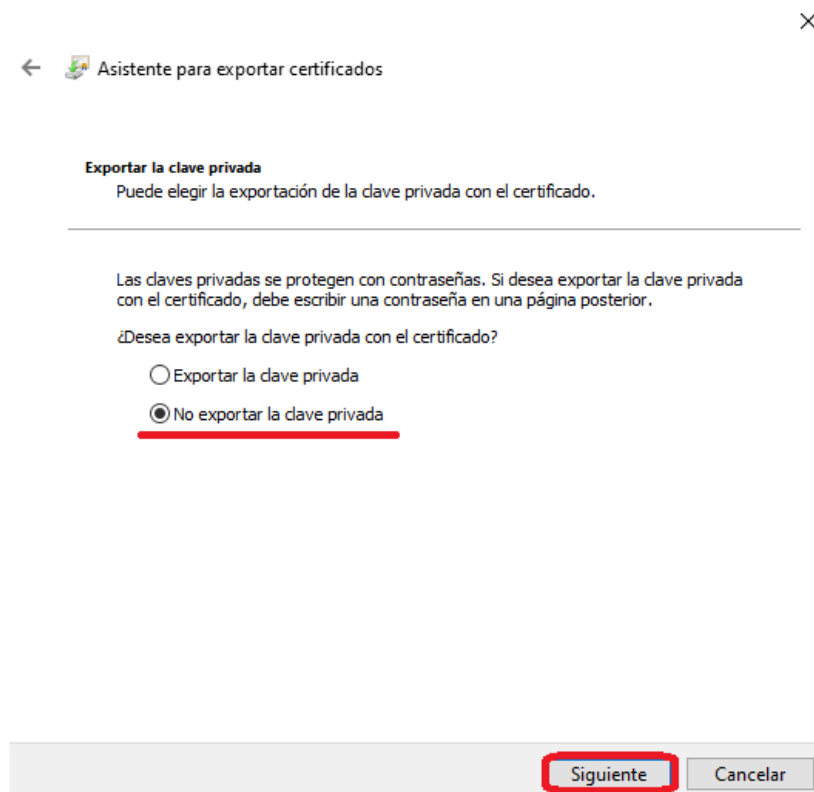 Asistente para exportar certificados
Exportar la clave privada
Puede elegir la exportación de la clave privada con el certificado.
Las claves privadas se protegen con contraseñas. Si desea exportar la clave privada
con el certificado, debe escribir una contraseña en una página posterior.
¿Desea exportar la clave privada con el certificado?
Exportar la clave privada
No exportar la clave privada
Siguiente
Cancelar